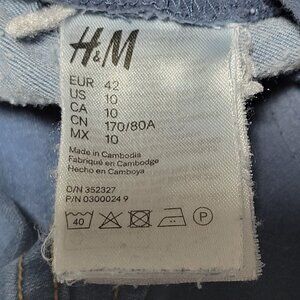 H&M
EUR 42
US 10
CA 10
CN 170/80A
MX 10
Made in Cambodia
Fabriqué en Cambodge
Hecho en Camboya
O/N 352327
P/N 0300024 9
40
P